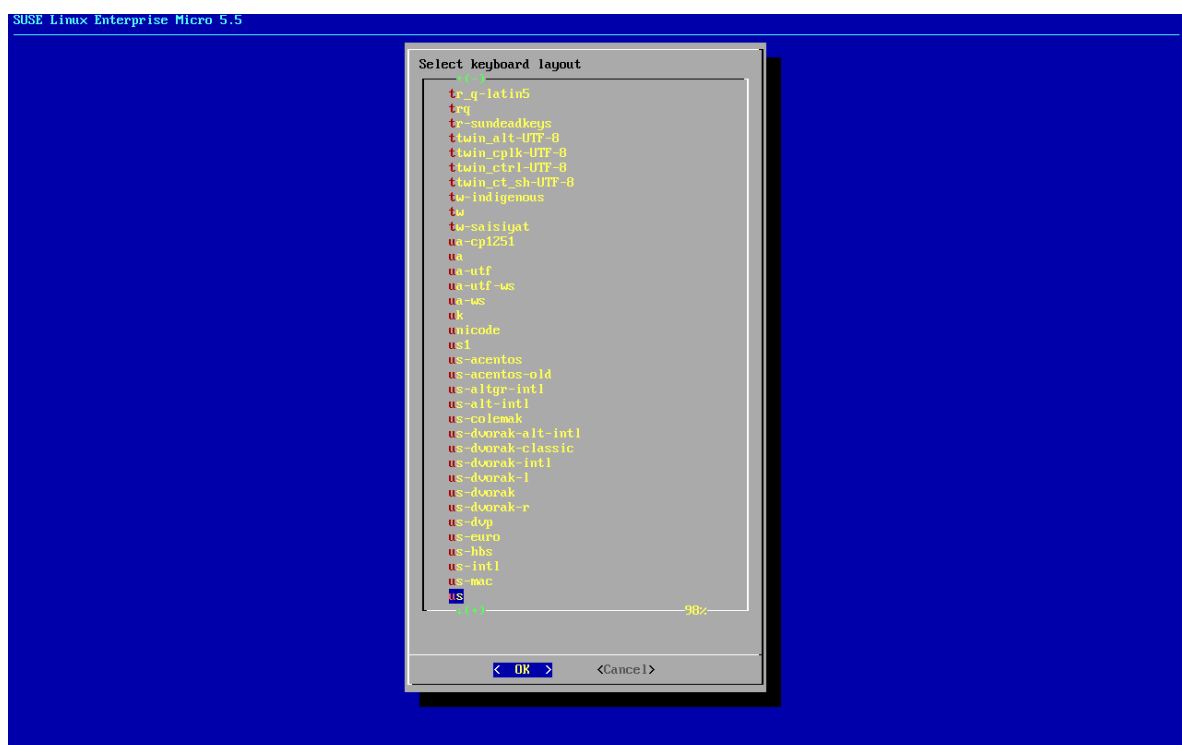 SUSE Linux Enterprise Micro 5.5
Select keyboard layout
↑(-)
tr_q-latin5
trq
tr-sundeadkeys
ttwin_alt-UTF-8
ttwin_cplk-UTF-8
ttwin_ctrl-UTF-8
ttwin_ct_sh-UTF-8
tw-indigenous
tw
tw-saisiyat
ua-cp1251
ua
ua-utf
ua-utf-ws
ua-ws
uk
unicode
us1
us-acentos
us-acentos-old
us-altgr-intl
us-alt-intl
us-colemak
us-dvorak-alt-intl
us-dvorak-classic
us-dvorak-intl
us-dvorak-l
us-dvorak
us-dvorak-r
us-dvp
us-euro
us-hbs
us-intl
us-mac
us
↓(+) 98%
< OK > <Cancel>